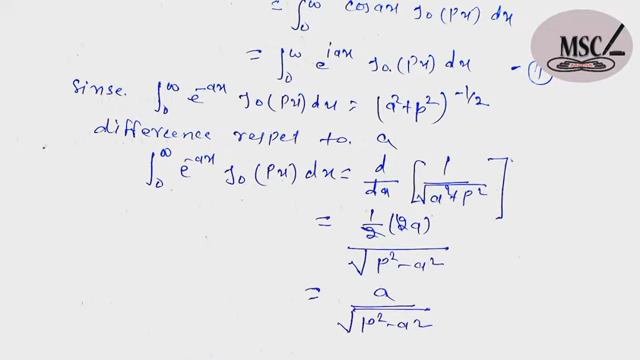 = ∫₀^∞ cosax J₀(Px) dx
MSC
= ∫₀^∞ e^{iax} J₀.(Px) dx - ①
Sinse. ∫₀^∞ e^{-ax} J₀(Px) dx = (a²+p²)^{-1/2}
difference respet to. a
∫₀^∞ e^{-ax} J₀(Px) dx = d/da [1/√(a²+p²)]
= 1/2 (2a) / √(p²-a²)
= a / √(p²-a²)